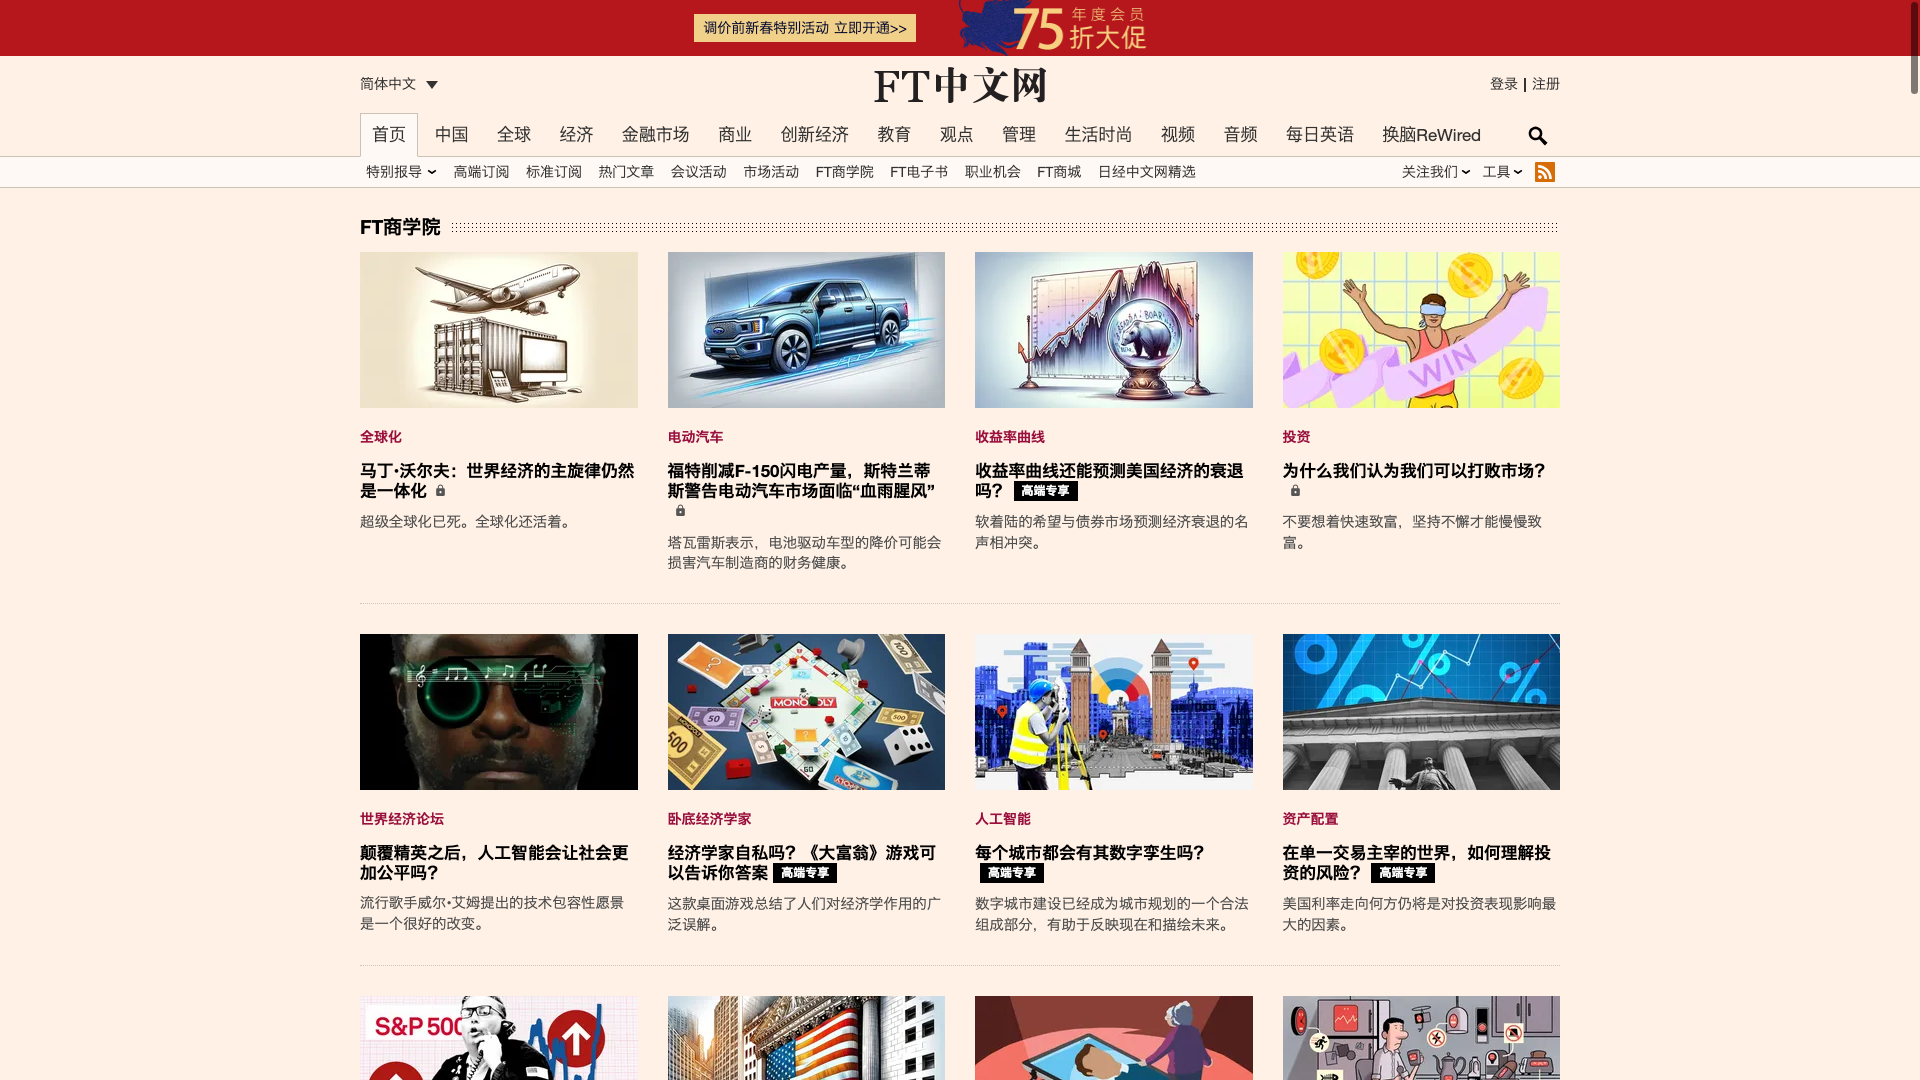 调价前新春特别活动 立即开通>>
75 年度会员
折大促
简体中文
FT中文网
登录 | 注册
首页 中国 全球 经济 金融市场 商业 创新经济 教育 观点 管理 生活时尚 视频 音频 每日英语 换脑ReWired
特别报导 高端订阅 标准订阅 热门文章 会议活动 市场活动 FT商学院 FT电子书 职业机会 FT商城 日经中文网精选 关注我们 工具
FT商学院
WIN
全球化
马丁•沃尔夫：世界经济的主旋律仍然
是一体化
超级全球化已死。全球化还活着。
电动汽车
福特削减F-150闪电产量，斯特兰蒂
斯警告电动汽车市场面临“血雨腥风”
塔瓦雷斯表示，电池驱动车型的降价可能会
损害汽车制造商的财务健康。
收益率曲线
收益率曲线还能预测美国经济的衰退
吗？ 高端专享
软着陆的希望与债券市场预测经济衰退的名
声相冲突。
投资
为什么我们认为我们可以打败市场？
不要想着快速致富，坚持不懈才能慢慢致
富。
MONOPOLY
世界经济论坛
颠覆精英之后，人工智能会让社会更
加公平吗？
流行歌手威尔•艾姆提出的技术包容性愿景
是一个很好的改变。
卧底经济学家
经济学家自私吗？《大富翁》游戏可
以告诉你答案 高端专享
这款桌面游戏总结了人们对经济学作用的广
泛误解。
人工智能
每个城市都会有其数字孪生吗？
高端专享
数字城市建设已经成为城市规划的一个合法
组成部分，有助于反映现在和描绘未来。
资产配置
在单一交易主宰的世界，如何理解投
资的风险？ 高端专享
美国利率走向何方仍将是对投资表现影响最
大的因素。
S&P 500